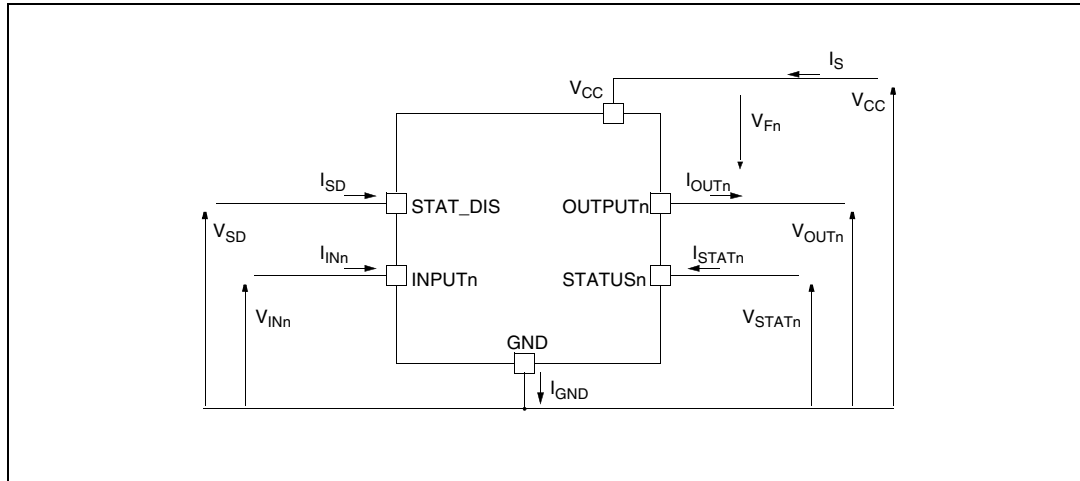 I_S
V_CC
V_CC
V_Fn
I_SD
I_OUTn
STAT_DIS
OUTPUTn
V_SD
V_OUTn
I_INn
I_STATn
INPUTn
STATUSn
V_INn
V_STATn
GND
I_GND